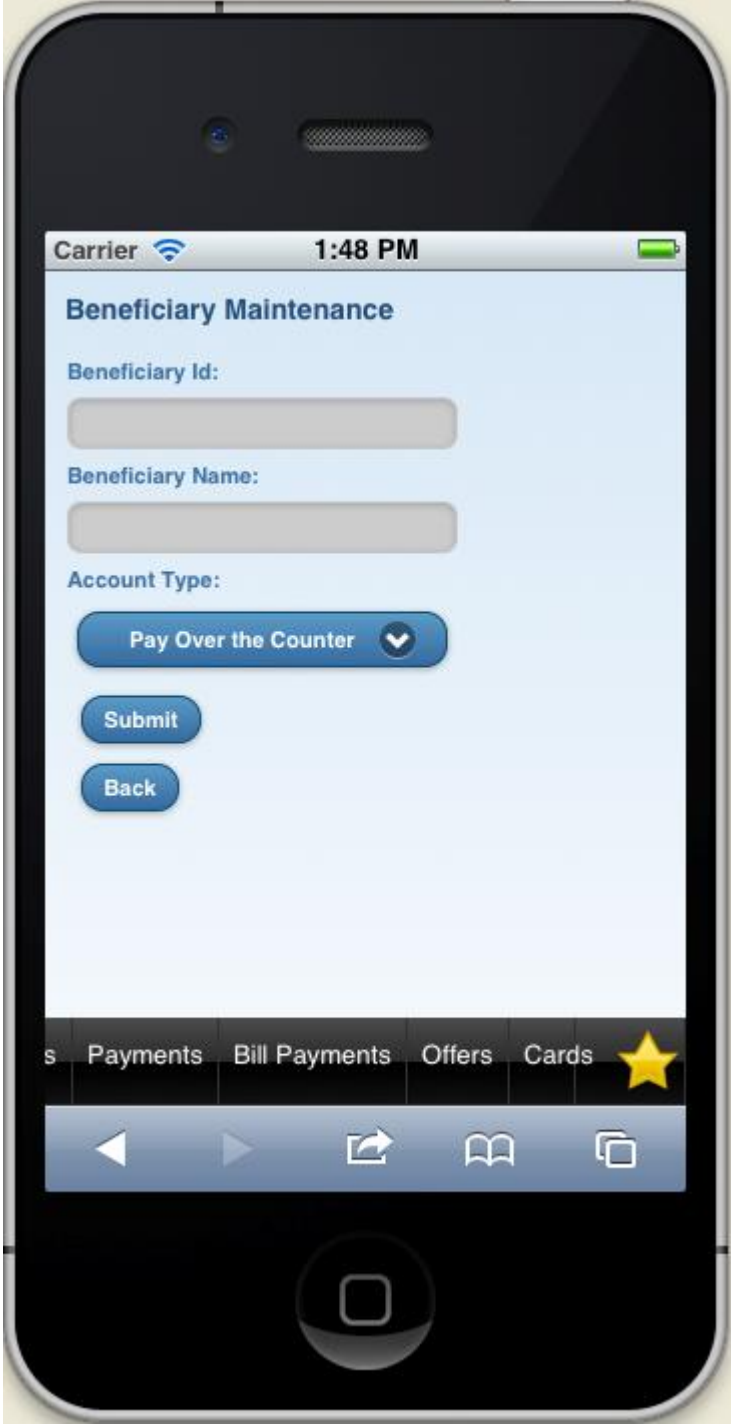 Carrier 1:48 PM
Beneficiary Maintenance
Beneficiary Id:
Beneficiary Name:
Account Type:
Pay Over the Counter
Submit
Back
s Payments Bill Payments Offers Cards